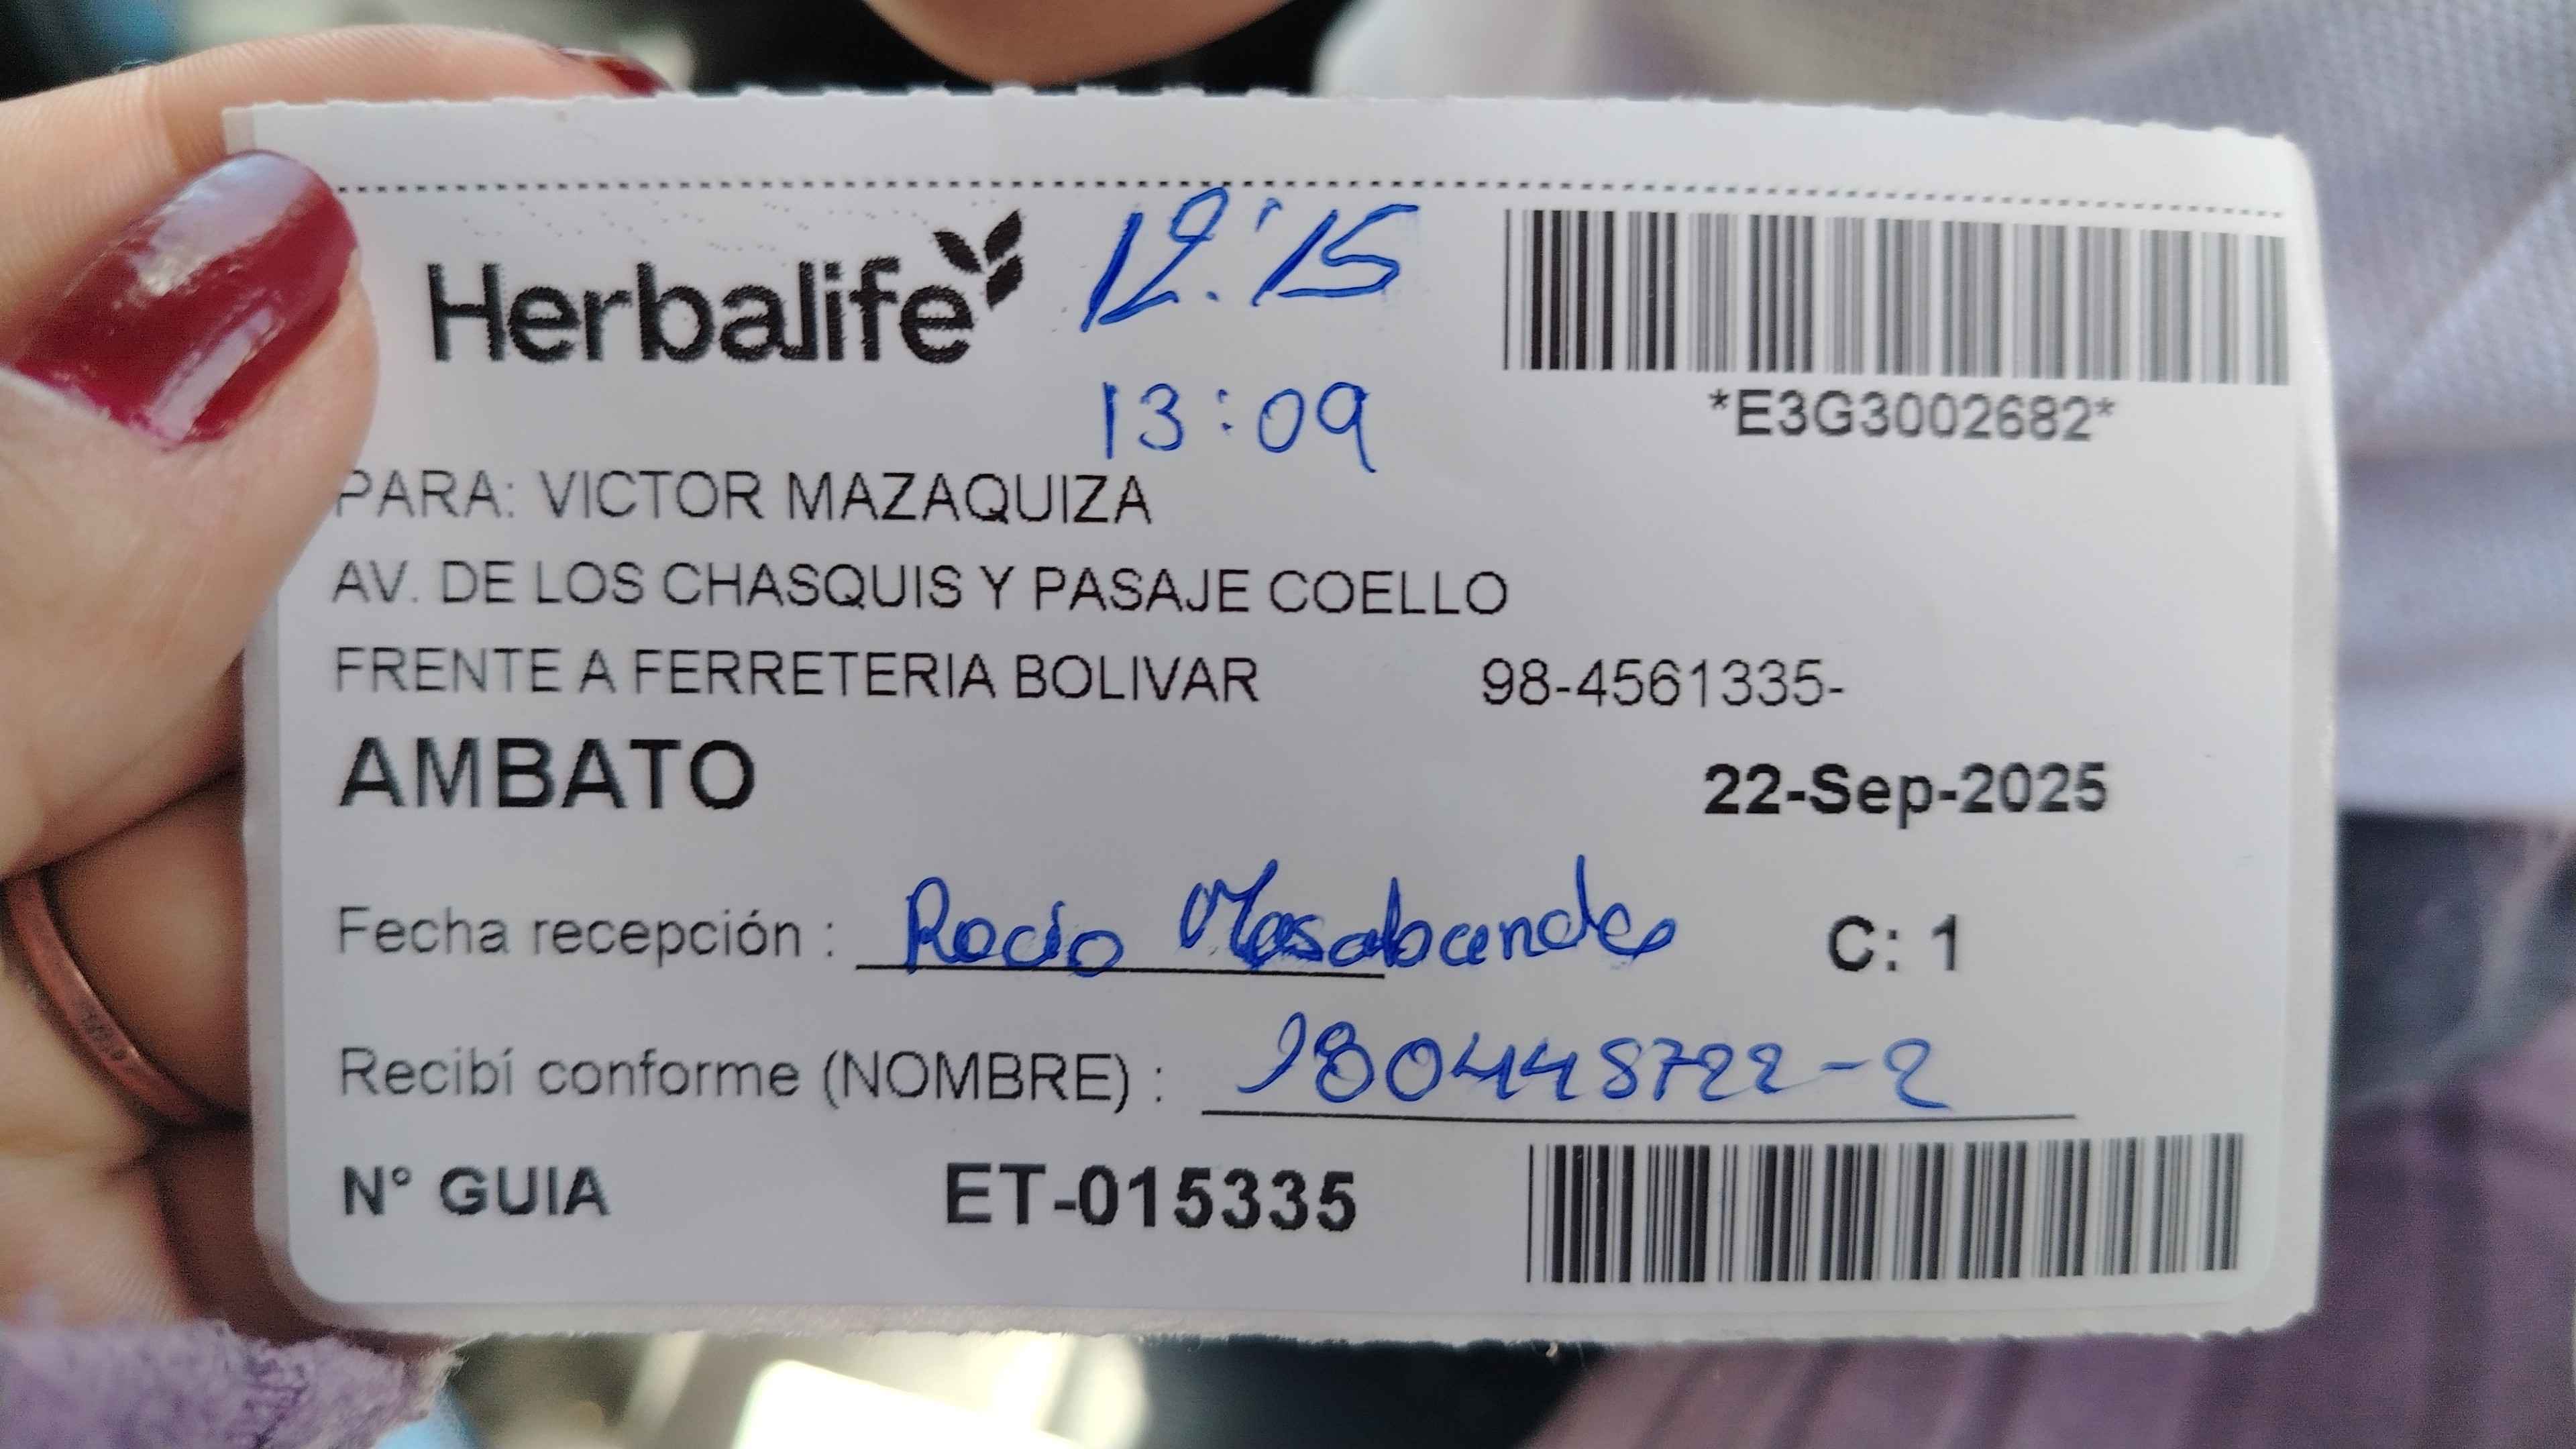 Herbalife
12:15
13:09
*E3G3002682*
PARA: VICTOR MAZAQUIZA
AV. DE LOS CHASQUIS Y PASAJE COELLO
FRENTE A FERRETERIA BOLIVAR 98-4561335-
AMBATO 22-Sep-2025
Fecha recepción : Rocio Masabanda C: 1
Recibí conforme (NOMBRE) : 180448722-2
N° GUIA ET-015335